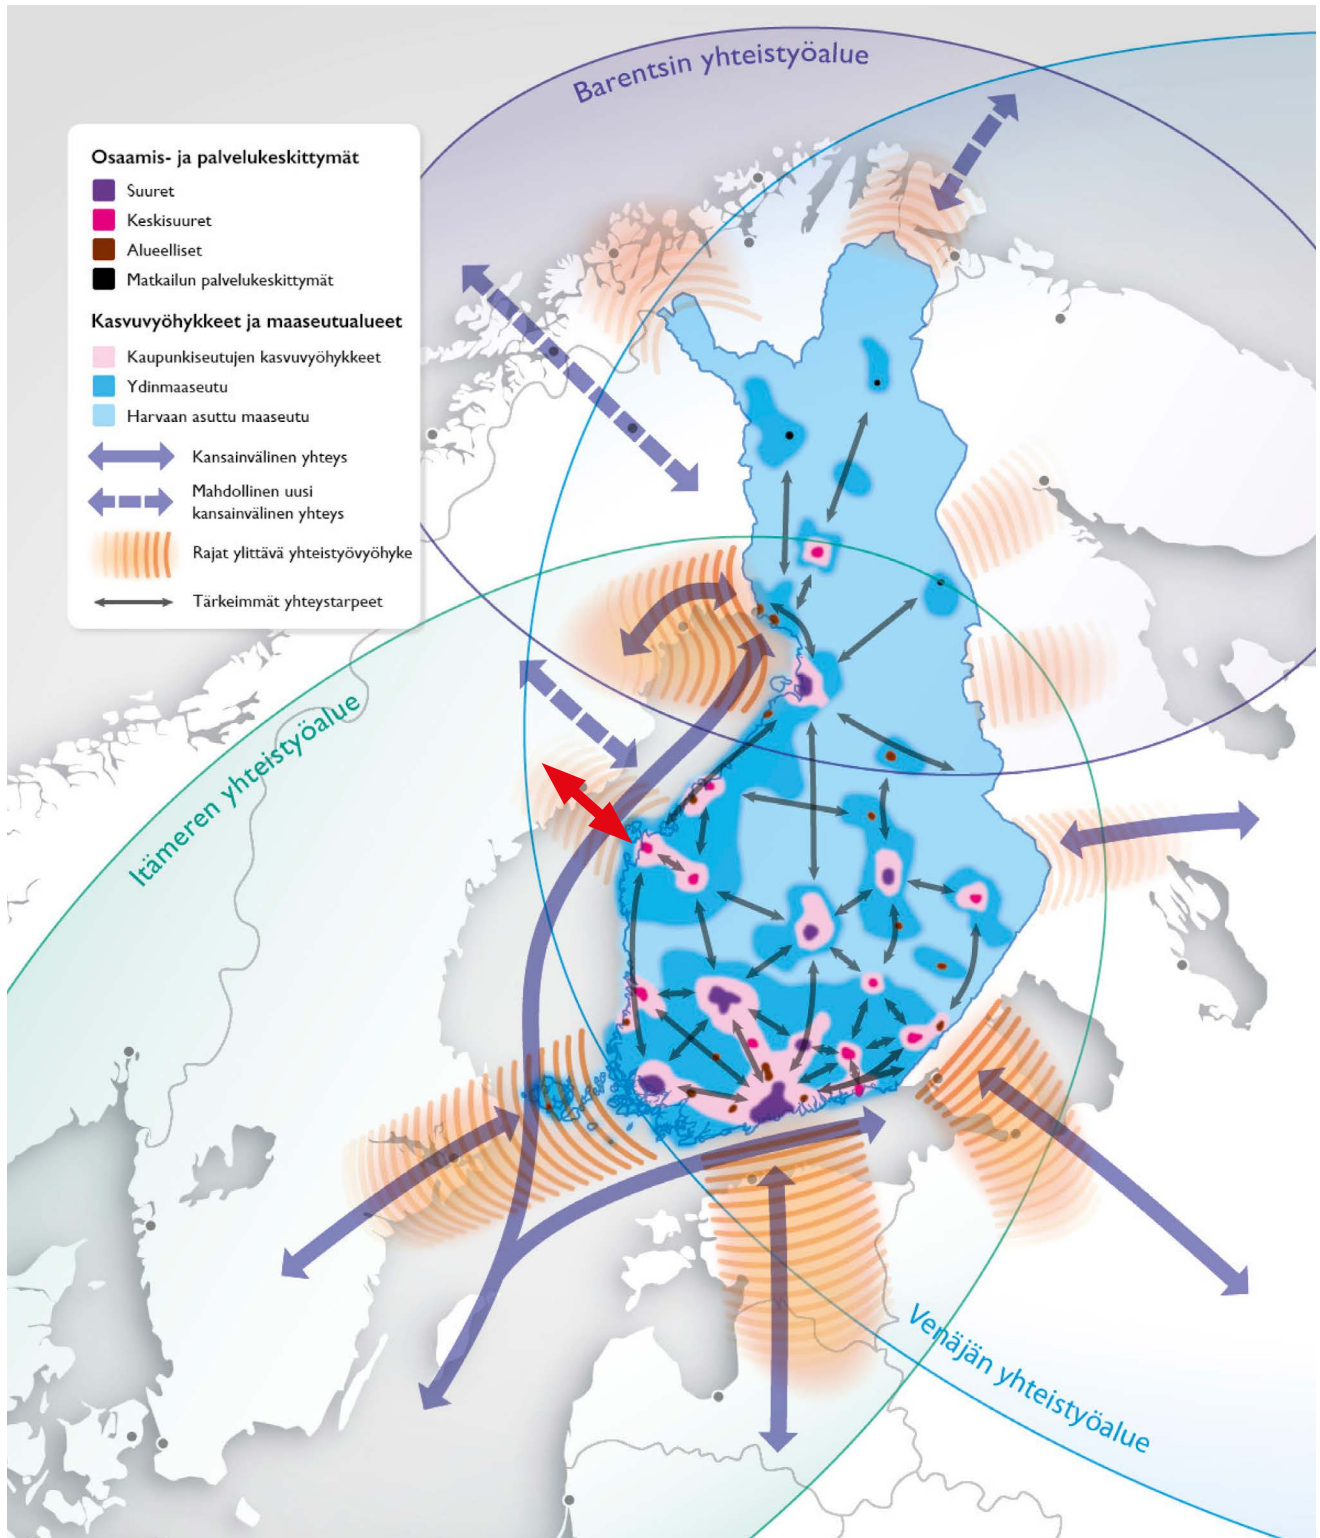 Barentsin yhteistyöalue
Osaamis- ja palvelukeskittymät
Suuret
Keskisuuret
Alueelliset
Matkailun palvelukeskittymät
Kasvuvyöhykkeet ja maaseutualueet
Kaupunkiseutujen kasvuvyöhykkeet
Ydinmaaseutu
Harvaan asuttu maaseutu
Kansainvälinen yhteys
Mahdollinen uusi
kansainvälinen yhteys
Rajat ylittävä yhteistyövyöhyke
Tärkeimmät yhteystarpeet
Itämeren yhteistyöalue
Venäjän yhteistyöalue